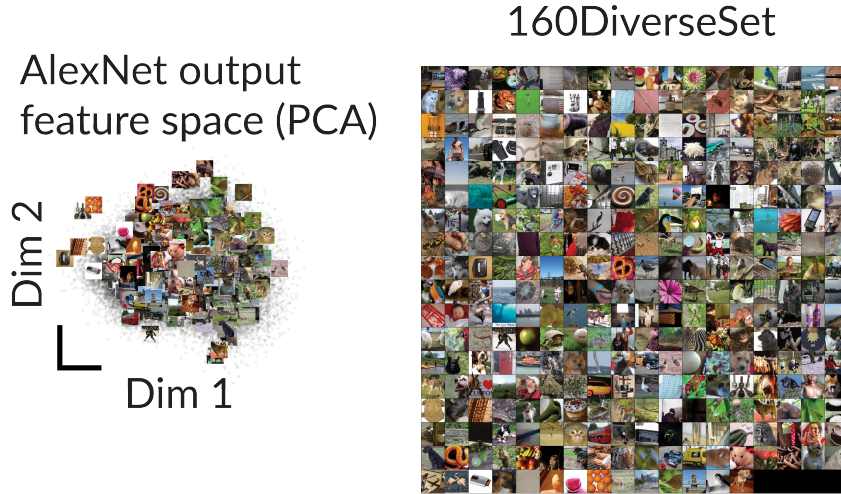 160DiverseSet
AlexNet output
feature space (PCA)
Dim 2
Dim 1